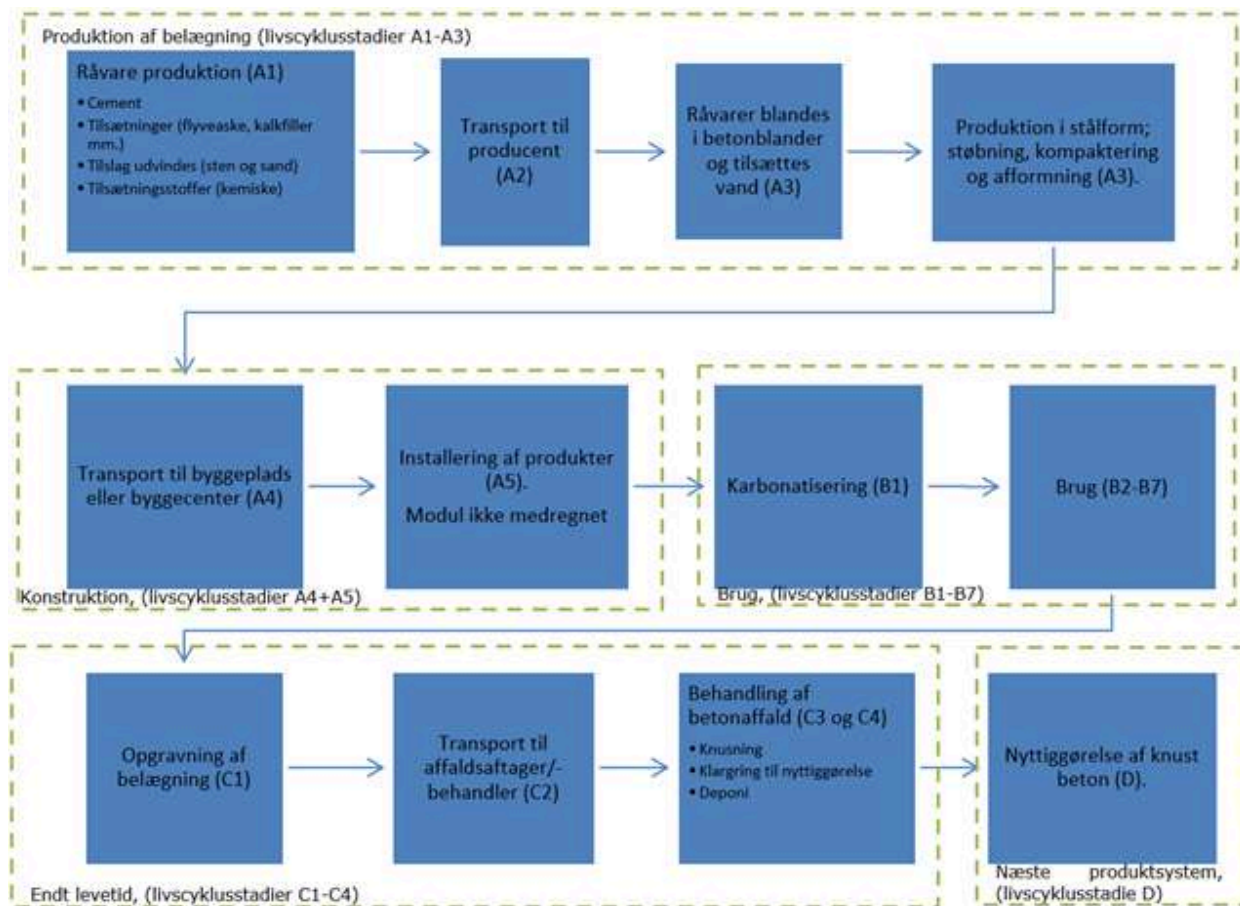 Produktion af belægning (livscyklusstadier A1-A3)
Råvare produktion (A1)
• Cement
• Tilsætninger (flyveaske, kalkfiller
mm.)
• Tilslag udvindes (sten og sand)
• Tilsætningsstoffer (kemiske)
Transport til
producent
(A2)
Råvarer blandes
i betonblander
og tilsættes
vand (A3)
Produktion i stålform;
støbning, kompaktering
og afformning (A3).
Transport til byggeplads
eller byggecenter (A4)
Installering af produkter
(A5).
Modul ikke medregnet
Konstruktion, (livscyklusstadier A4+A5)
Karbonatisering (B1)
Brug (B2-B7)
Brug, (livscyklusstadier B1-B7)
Opgravning af
belægning (C1)
Transport til
affaldsaftager/-
behandler (C2)
Behandling af
betonaffald (C3 og C4)
• Knusning
• Klargring til nyttiggørelse
• Deponi
Endt levetid, (livscyklusstadier C1-C4)
Nyttiggørelse af knust
beton (D).
Næste produktsystem,
(livscyklusstadie D)